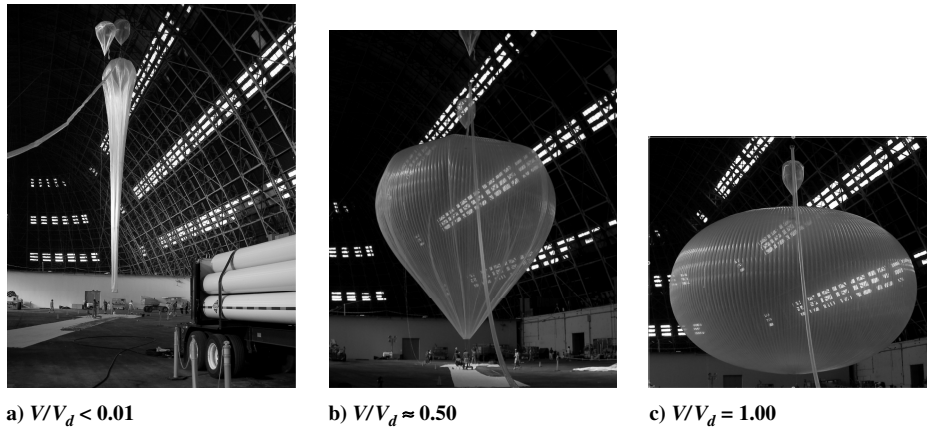 a) V/V_d < 0.01
b) V/V_d ≈ 0.50
c) V/V_d = 1.00